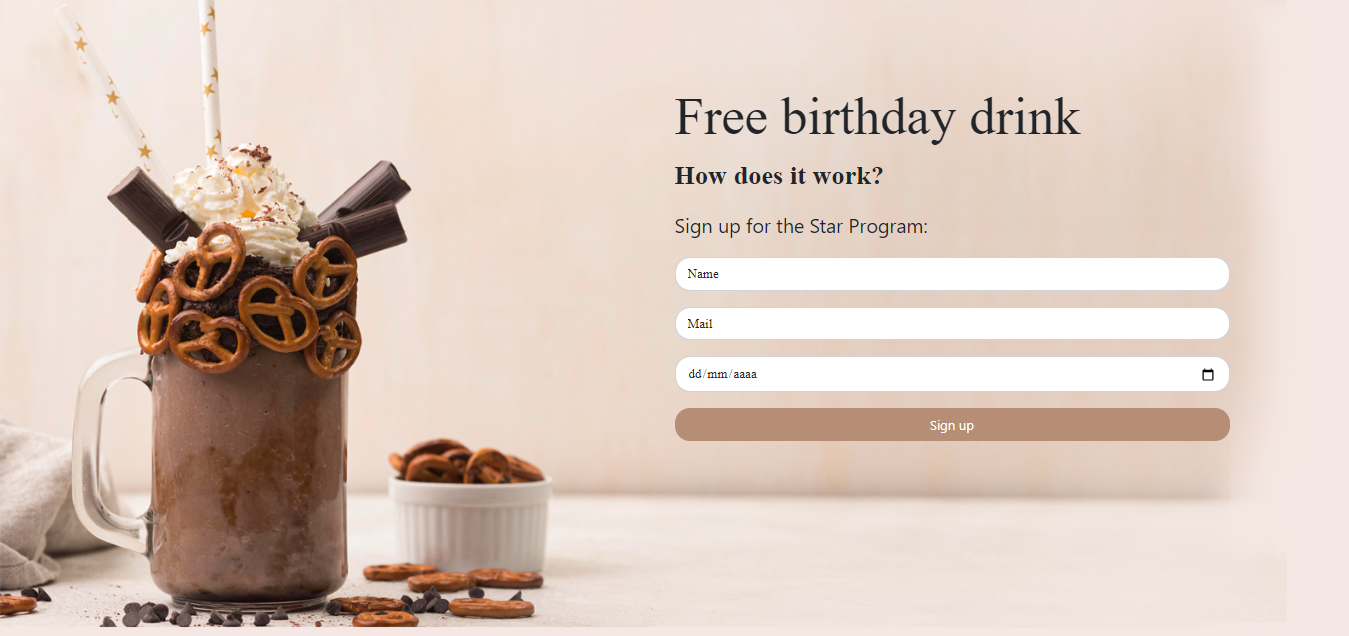 Free birthday drink
How does it work?
Sign up for the Star Program:
Name
Mail
dd/mm/aaaa
Sign up